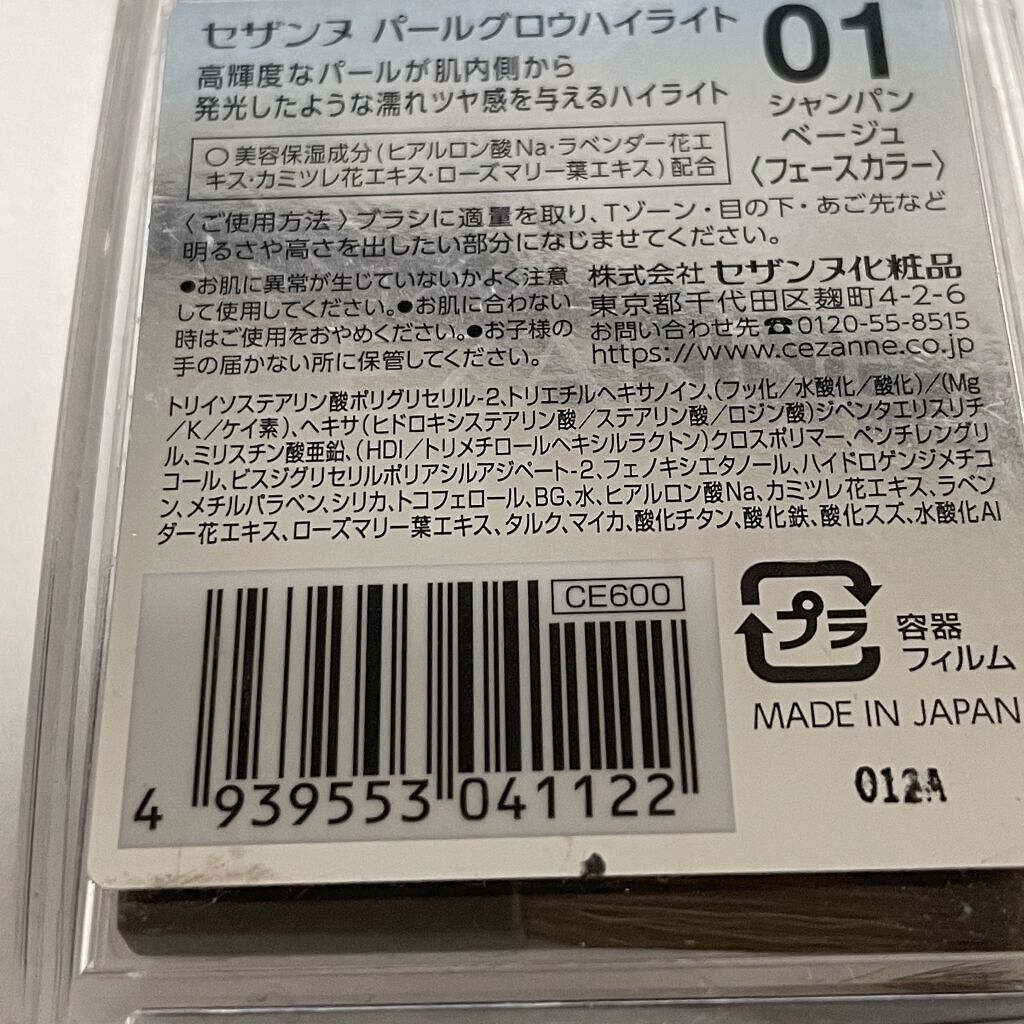 セザンヌ パールグロウハイライト
高輝度なパールが肌内側から
発光したような濡れツヤ感を与えるハイライト
01
シャンパン
ベージュ
〈フェースカラー〉
○美容保湿成分(ヒアルロン酸Na・ラベンダー花エ
キス・カミツレ花エキス・ローズマリー葉エキス)配合
〈ご使用方法〉ブラシに適量を取り、Tゾーン・目の下・あご先など
明るさや高さを出したい部分になじませてください。
●お肌に異常が生じていないかよく注意
して使用してください。●お肌に合わない
時はご使用をおやめください。●お子様の
手の届かない所に保管してください。
株式会社 セザンヌ化粧品
東京都千代田区麹町4-2-6
お問い合わせ先☎0120-55-8515
https://www.cezanne.co.jp
トリイソステアリン酸ポリグリセリル-2、トリエチルヘキサノイン、(フッ化/水酸化/酸化)/(Mg
/K/ケイ素)、ヘキサ(ヒドロキシステアリン酸/ステアリン酸/ロジン酸)ジペンタエリスリチ
ル、ミリスチン酸亜鉛、(HDI/トリメチロールヘキシルラクトン)クロスポリマー、ペンチレングリ
コール、ビスジグリセリルポリアシルアジペート-2、フェノキシエタノール、ハイドロゲンジメチコ
ン、メチルパラベン、シリカ、トコフェロール、BG、水、ヒアルロン酸Na、カミツレ花エキス、ラベン
ダー花エキス、ローズマリー葉エキス、タルク、マイカ、酸化チタン、酸化鉄、酸化スズ、水酸化Al
CE600
4 939553 041122
プラ
容器
フィルム
MADE IN JAPAN
012A